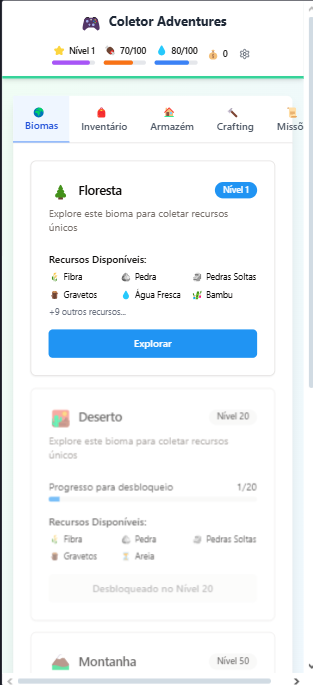 Coletor Adventures
Nível 1 70/100 80/100 0
Biomas Inventário Armazém Crafting Missõ
Floresta Nível 1
Explore este bioma para coletar recursos
únicos
Recursos Disponíveis:
Fibra Pedra Pedras Soltas
Gravetos Água Fresca Bambu
+9 outros recursos...
Explorar
Deserto Nível 20
Explore este bioma para coletar recursos
únicos
Progresso para desbloqueio 1/20
Recursos Disponíveis:
Fibra Pedra Pedras Soltas
Gravetos Areia
Desbloqueado no Nível 20
Montanha Nível 50